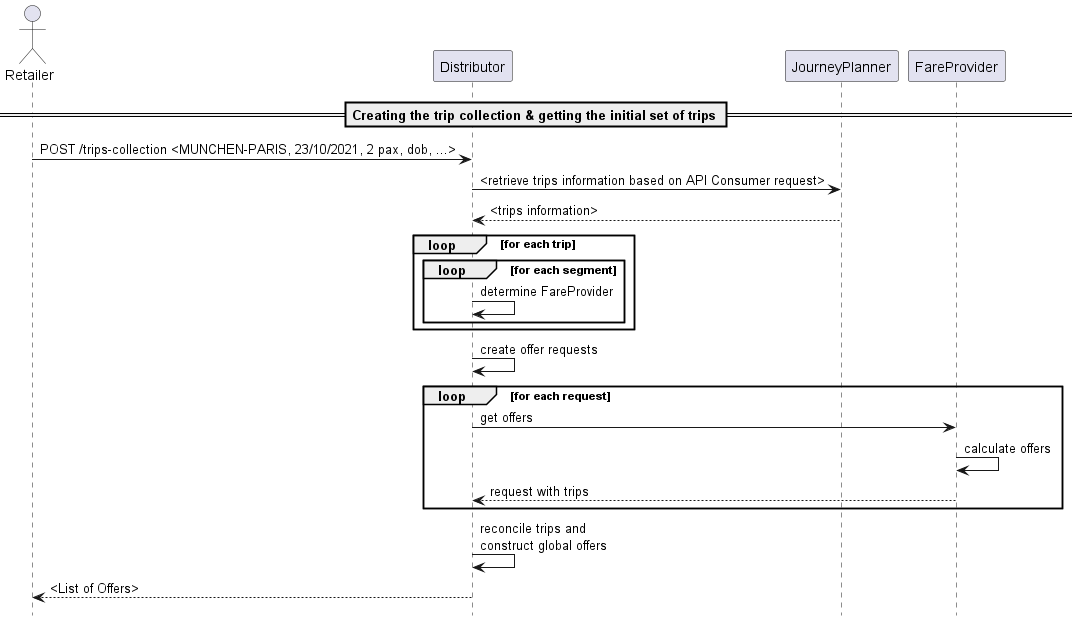 Retailer
Distributor
JourneyPlanner
FareProvider
Creating the trip collection & getting the initial set of trips
POST /trips-collection <MUNCHEN-PARIS, 23/10/2021, 2 pax, dob, ...>
<retrieve trips information based on API Consumer request>
<trips information>
loop [for each trip]
loop [for each segment]
determine FareProvider
create offer requests
loop [for each request]
get offers
calculate offers
request with trips
reconcile trips and
construct global offers
<List of Offers>